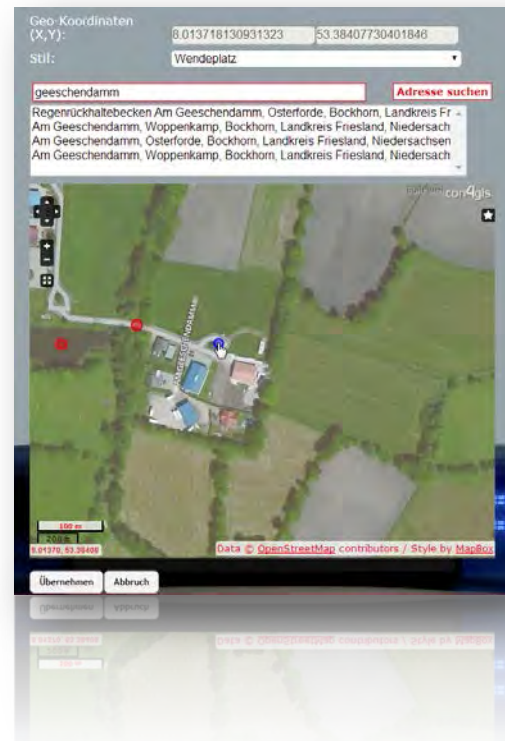 Geo-Koordinaten
(X,Y): 8.013718130931323 53.38407730401846
Stil: Wendeplatz
geeschendamm Adresse suchen
Regenrückhaltebecken Am Geeschendamm, Osterforde, Bockhorn, Landkreis Fr
Am Geeschendamm, Woppenkamp, Bockhorn, Landkreis Friesland, Niedersach
Am Geeschendamm, Osterforde, Bockhorn, Landkreis Friesland, Niedersachsen
Am Geeschendamm, Woppenkamp, Bockhorn, Landkreis Friesland, Niedersach
con4gis
AM GEESCHENDAMM
100 m
200 m
8.01370, 53.38408
Data © OpenStreetMap contributors / Style by MapBox
Übernehmen Abbruch